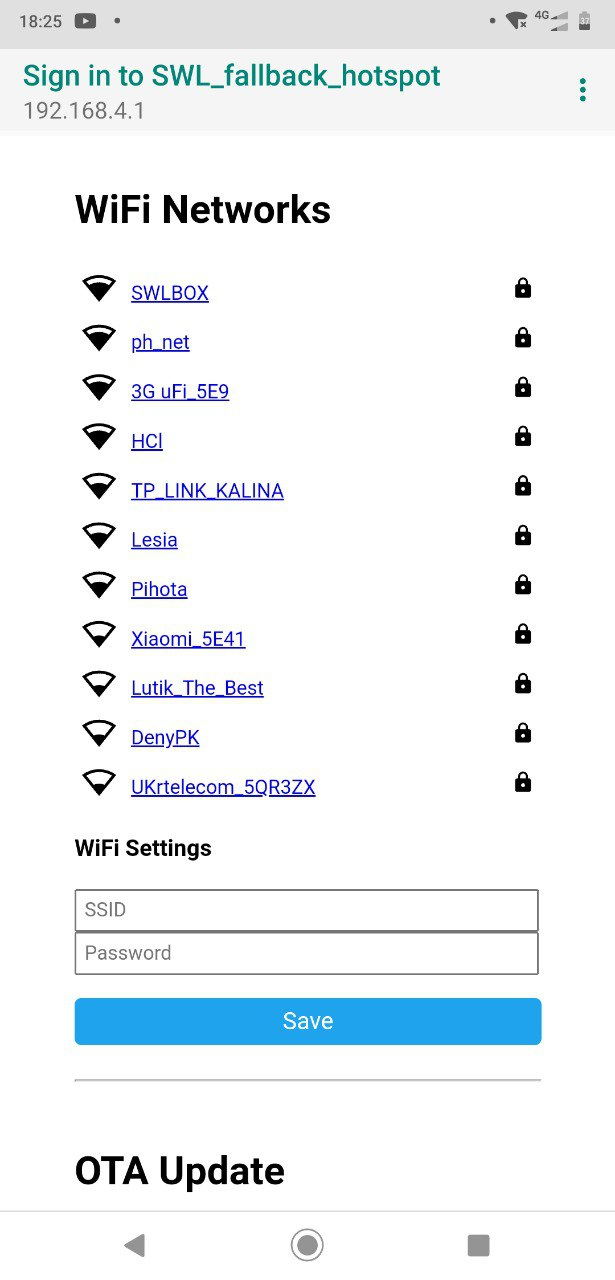 18:25
4G
37
Sign in to SWL_fallback_hotspot
192.168.4.1
WiFi Networks
SWLBOX
ph_net
3G uFi_5E9
HCl
TP_LINK_KALINA
Lesia
Pihota
Xiaomi_5E41
Lutik_The_Best
DenyPK
UKrtelecom_5QR3ZX
WiFi Settings
SSID
Password
Save
OTA Update